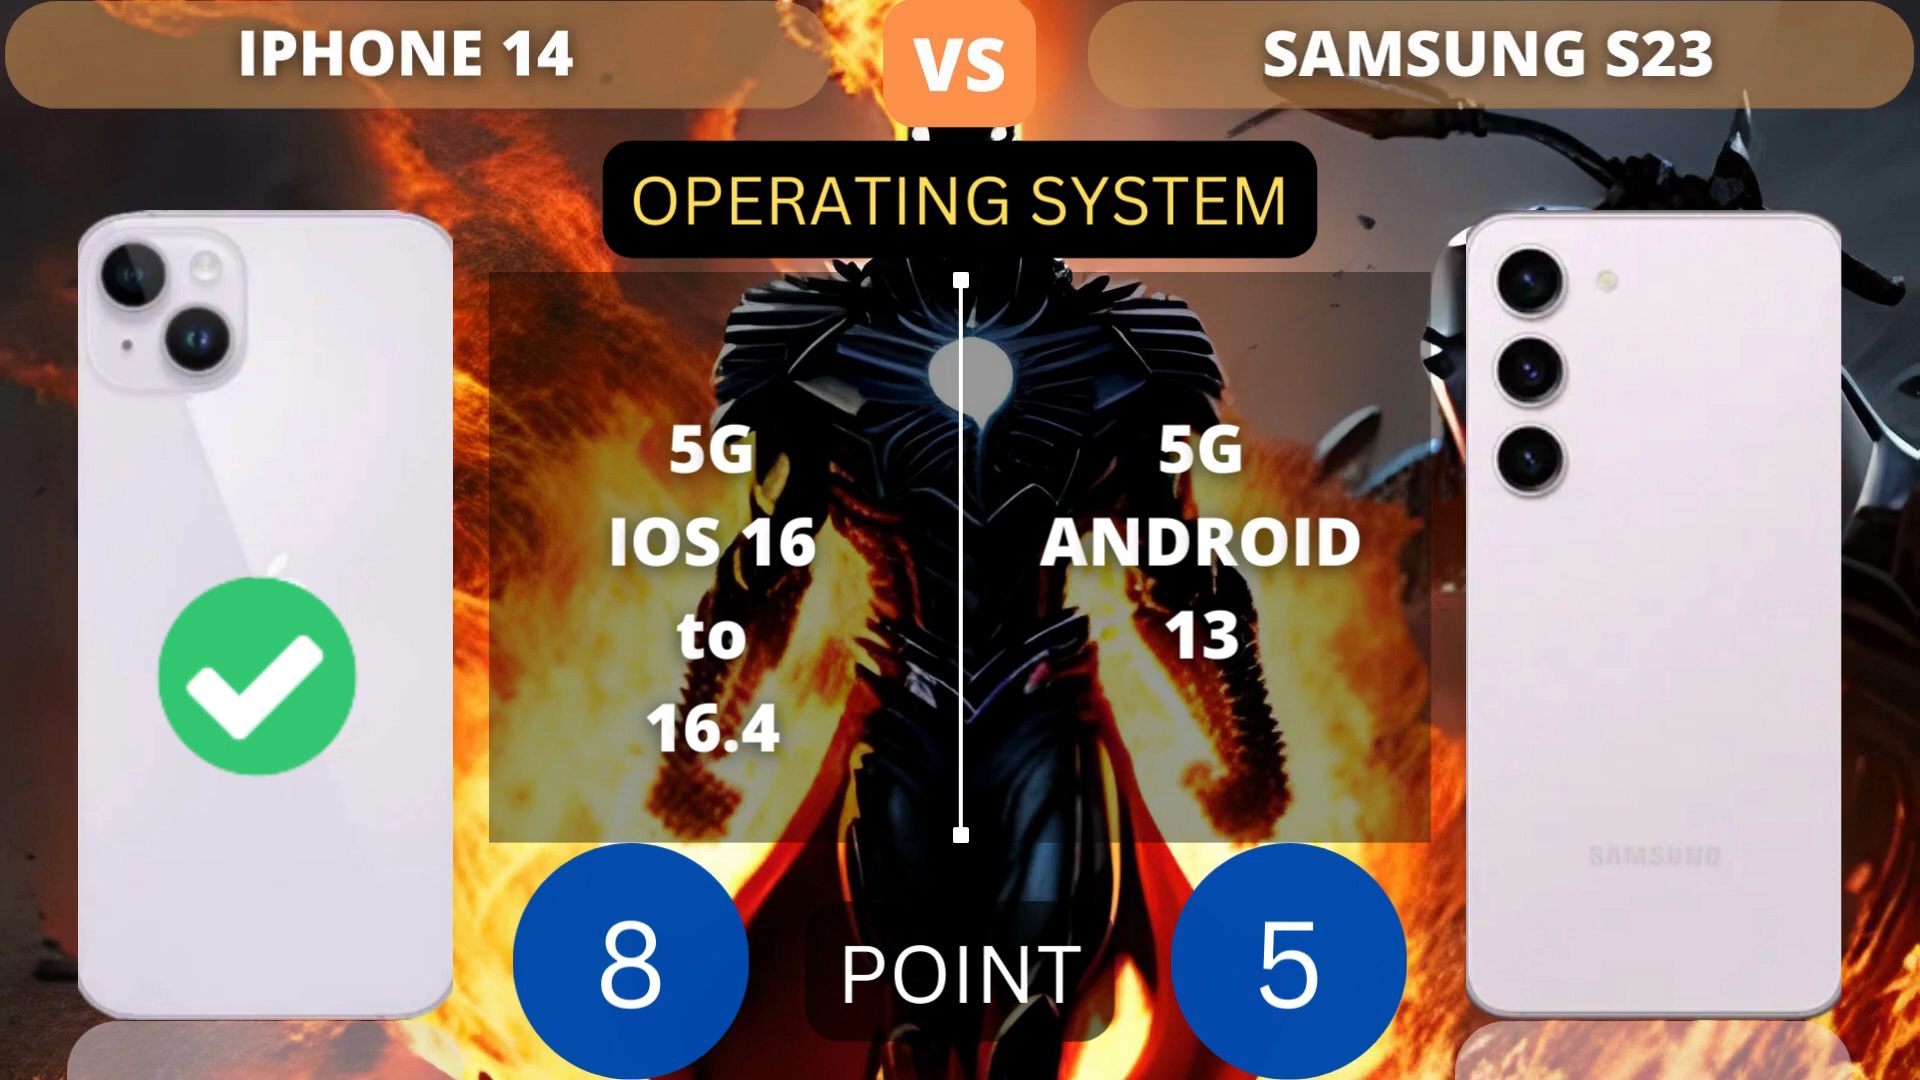 IPHONE 14
VS
SAMSUNG S23
OPERATING SYSTEM
5G
IOS 16
to
16.4
5G
ANDROID
13
SAMSUNG
8
POINT
5